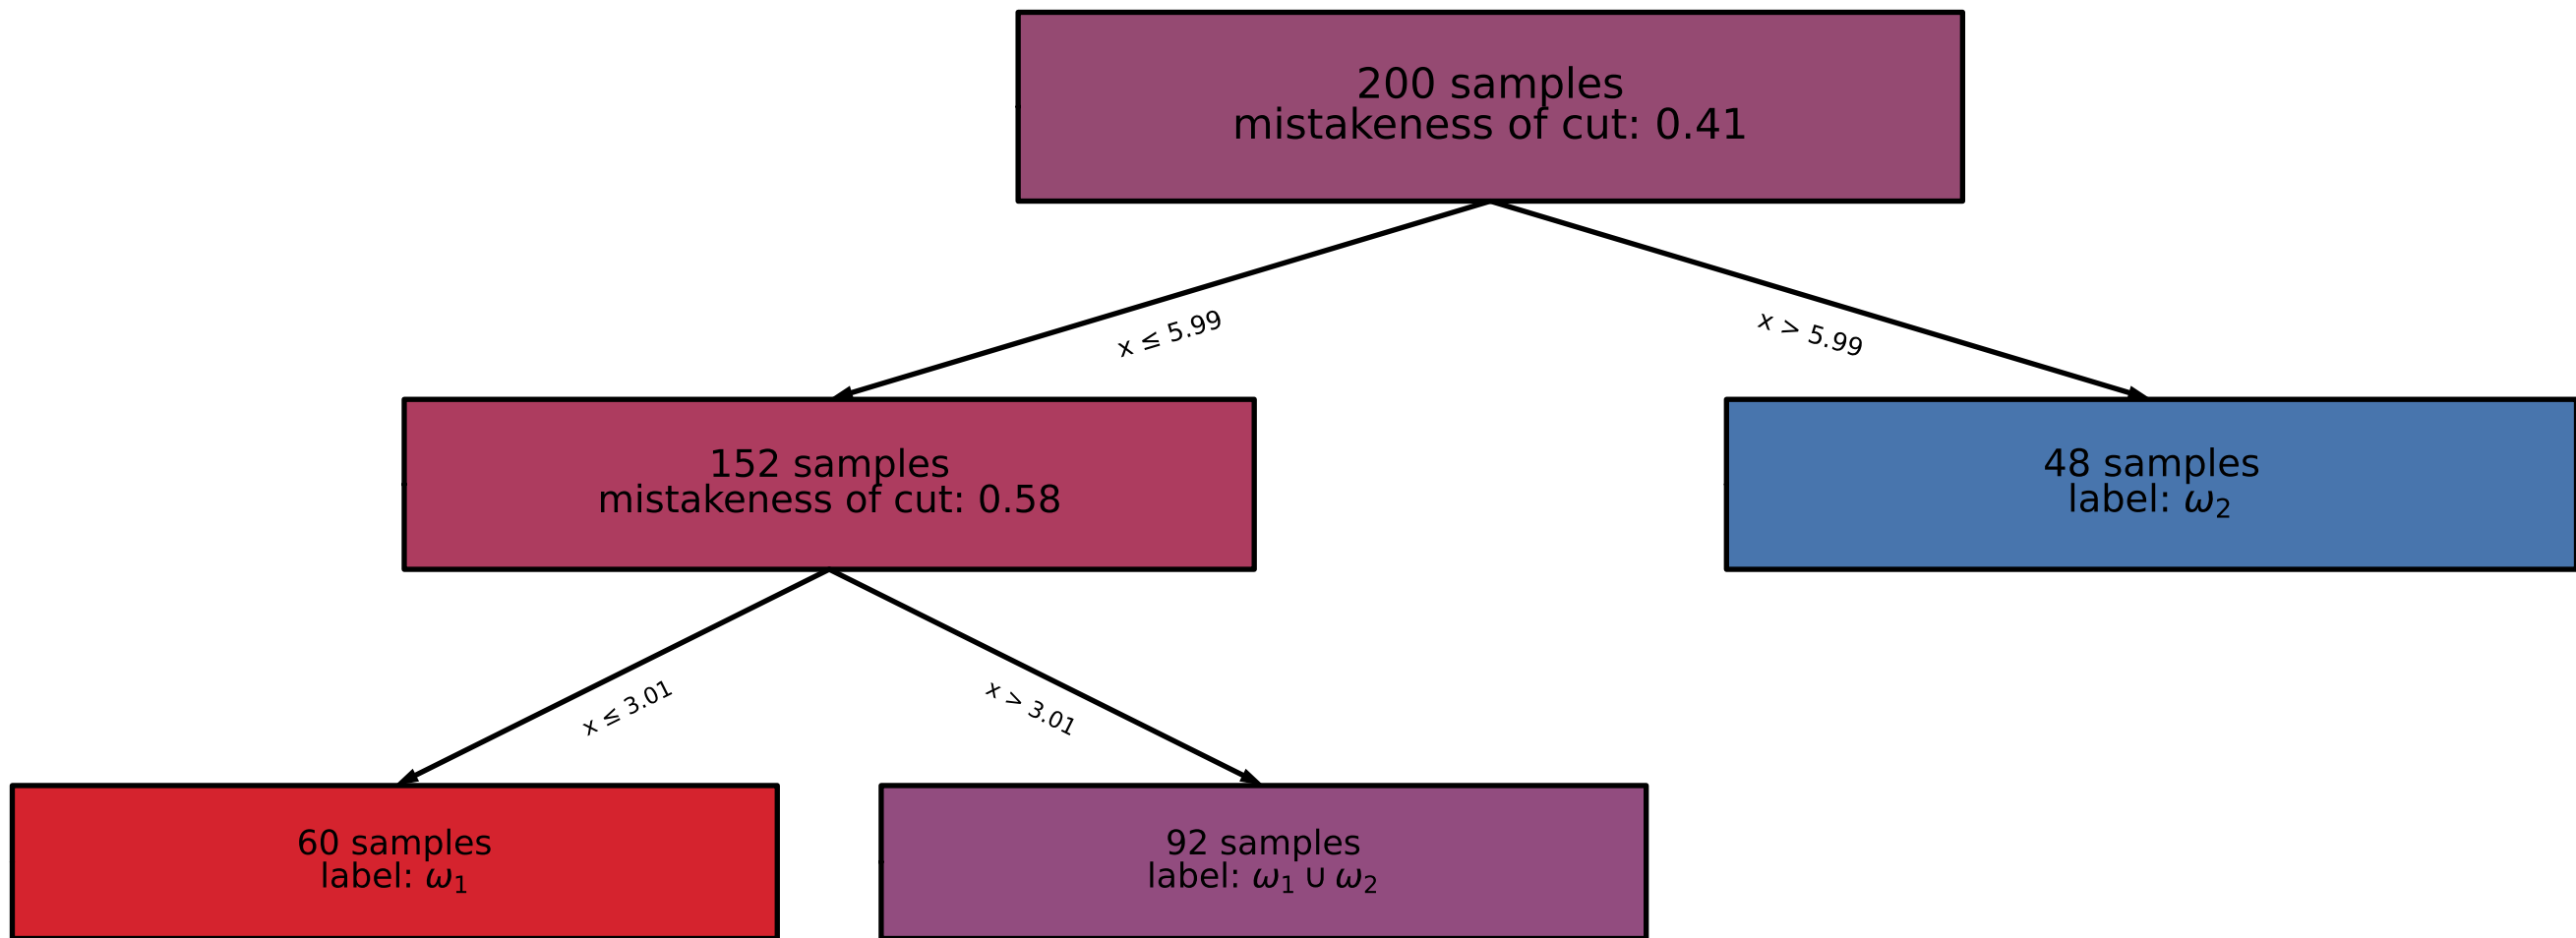 200 samples
mistakeness of cut: 0.41
x ≤ 5.99
x > 5.99
152 samples
mistakeness of cut: 0.58
48 samples
label: ω₂
x ≤ 3.01
x > 3.01
60 samples
label: ω₁
92 samples
label: ω₁ ∪ ω₂